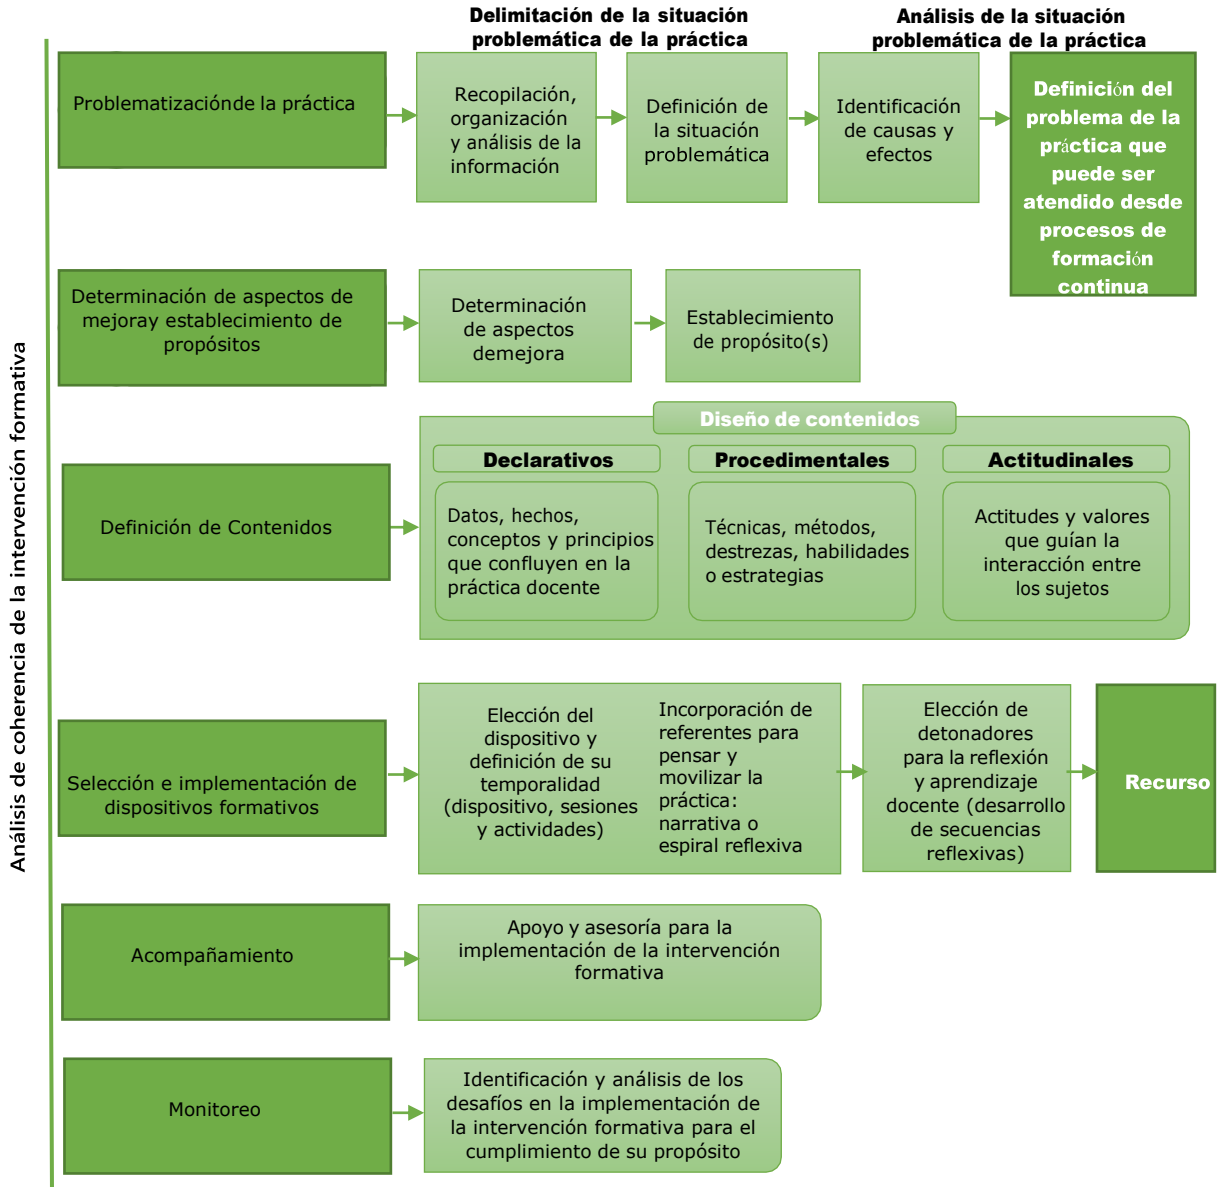 Delimitación de la situación
problemática de la práctica
Análisis de la situación
problemática de la práctica
Análisis de coherencia de la intervención formativa
Problematizaciónde la práctica
Recopilación,
organización
y análisis de la
información
Definición de
la situación
problemática
Identificación
de causas y
efectos
Definición del
problema de la
práctica que
puede ser
atendido desde
procesos de
formación
continua
Determinación de aspectos de
mejoray establecimiento de
propósitos
Determinación
de aspectos
demejora
Establecimiento
de propósito(s)
Definición de Contenidos
Diseño de contenidos
Declarativos
Datos, hechos,
conceptos y principios
que confluyen en la
práctica docente
Procedimentales
Técnicas, métodos,
destrezas, habilidades
o estrategias
Actitudinales
Actitudes y valores
que guían la
interacción entre
los sujetos
Selección e implementación de
dispositivos formativos
Elección del
dispositivo y
definición de su
temporalidad
(dispositivo, sesiones
y actividades)
Incorporación de
referentes para
pensar y
movilizar la
práctica:
narrativa o
espiral reflexiva
Elección de
detonadores
para la reflexión
y aprendizaje
docente (desarrollo
de secuencias
reflexivas)
Recurso
Acompañamiento
Apoyo y asesoría para la
implementación de la intervención
formativa
Monitoreo
Identificación y análisis de los
desafíos en la implementación de
la intervención formativa para el
cumplimiento de su propósito